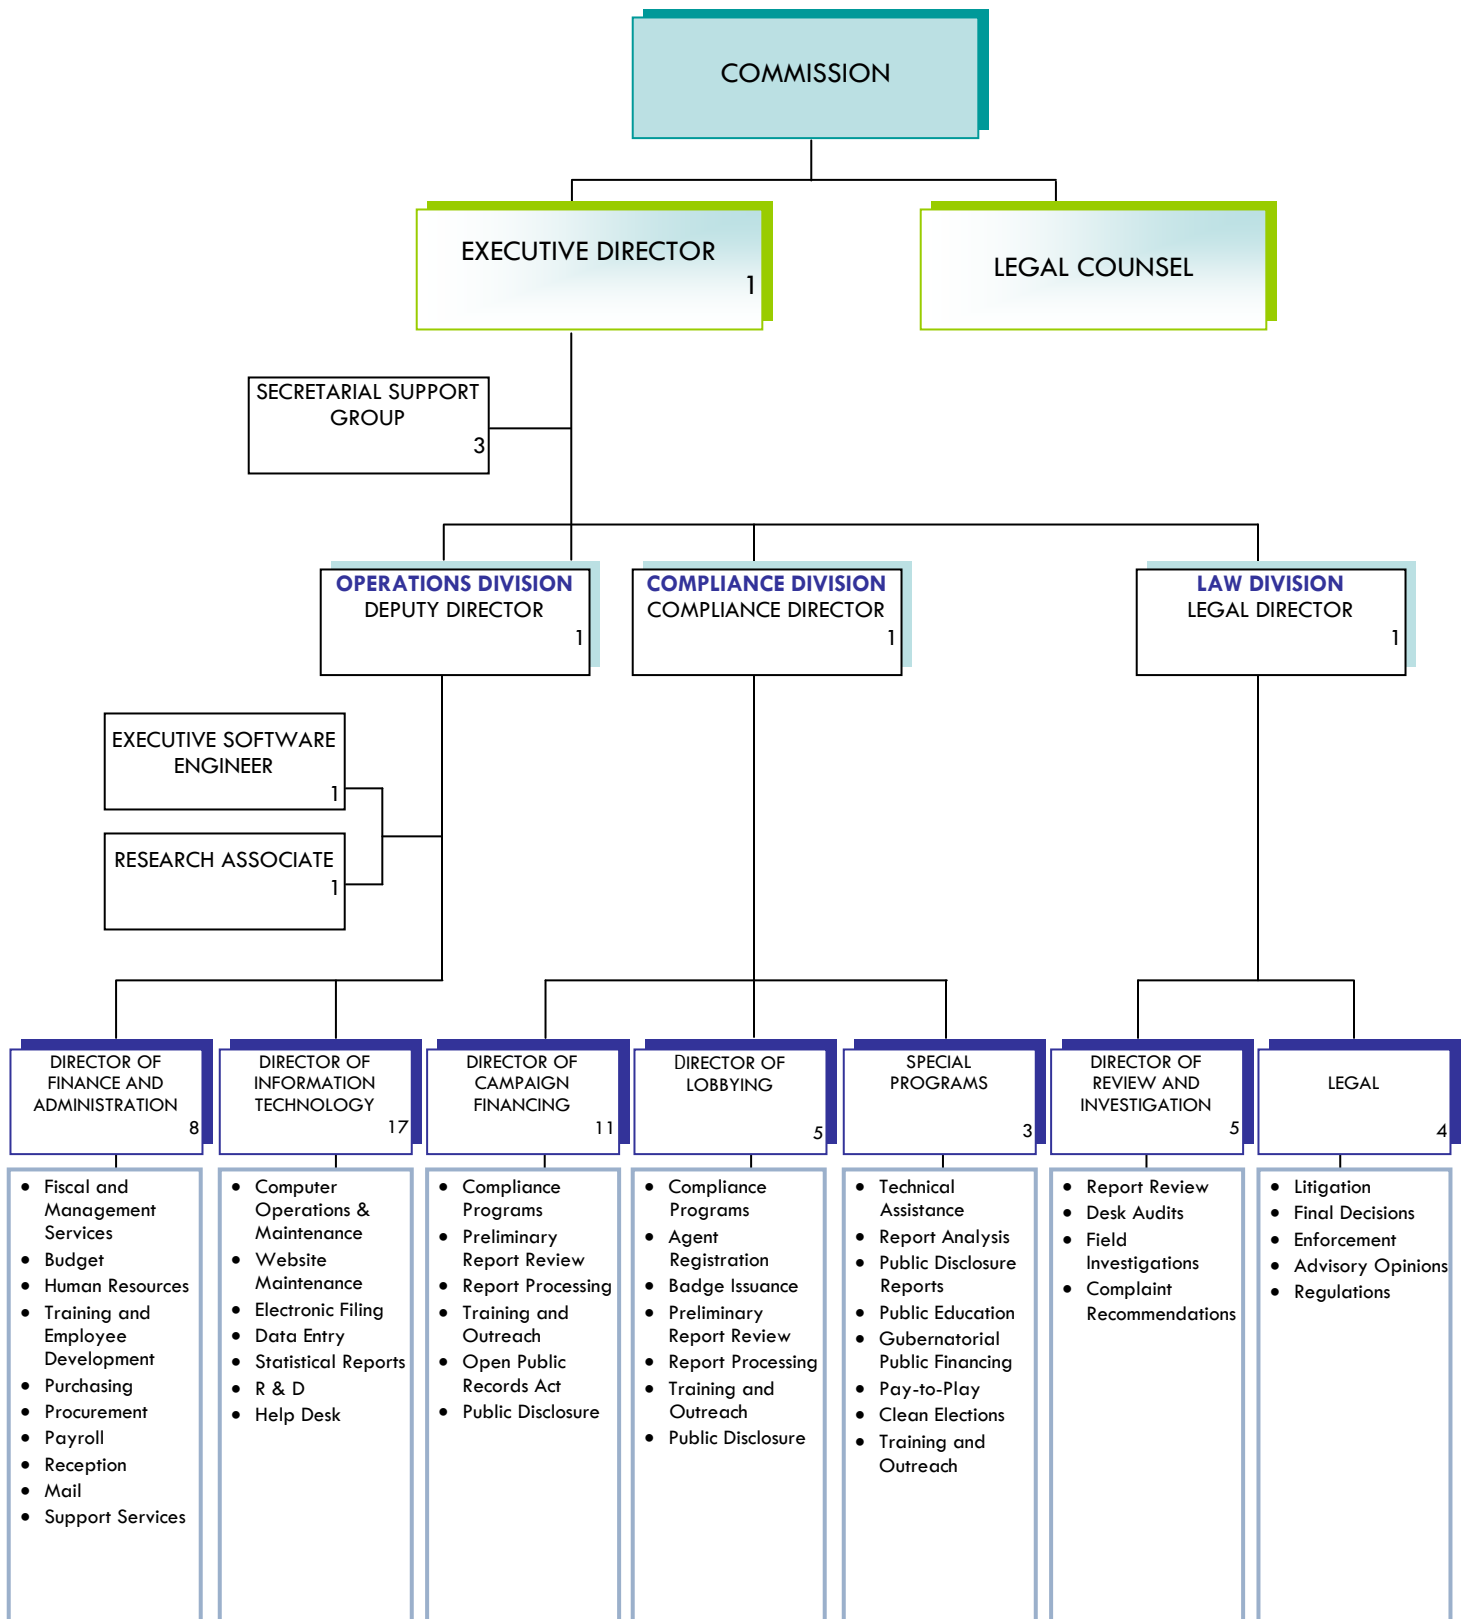 COMMISSION
EXECUTIVE DIRECTOR
1
LEGAL COUNSEL
SECRETARIAL SUPPORT
GROUP
3
OPERATIONS DIVISION
DEPUTY DIRECTOR
1
COMPLIANCE DIVISION
COMPLIANCE DIRECTOR
1
LAW DIVISION
LEGAL DIRECTOR
1
EXECUTIVE SOFTWARE
ENGINEER
1
RESEARCH ASSOCIATE
1
DIRECTOR OF
FINANCE AND
ADMINISTRATION
8
DIRECTOR OF
INFORMATION
TECHNOLOGY
17
DIRECTOR OF
CAMPAIGN
FINANCING
11
DIRECTOR OF
LOBBYING
5
SPECIAL
PROGRAMS
3
DIRECTOR OF
REVIEW AND
INVESTIGATION
5
LEGAL
4
• Fiscal and
Management
Services
• Budget
• Human Resources
• Training and
Employee
Development
• Purchasing
• Procurement
• Payroll
• Reception
• Mail
• Support Services
• Computer
Operations &
Maintenance
• Website
Maintenance
• Electronic Filing
• Data Entry
• Statistical Reports
• R & D
• Help Desk
• Compliance
Programs
• Preliminary
Report Review
• Report Processing
• Training and
Outreach
• Open Public
Records Act
• Public Disclosure
• Compliance
Programs
• Agent
Registration
• Badge Issuance
• Preliminary
Report Review
• Report Processing
• Training and
Outreach
• Public Disclosure
• Technical
Assistance
• Report Analysis
• Public Disclosure
Reports
• Public Education
• Gubernatorial
Public Financing
• Pay-to-Play
• Clean Elections
• Training and
Outreach
• Report Review
• Desk Audits
• Field
Investigations
• Complaint
Recommendations
• Litigation
• Final Decisions
• Enforcement
• Advisory Opinions
• Regulations